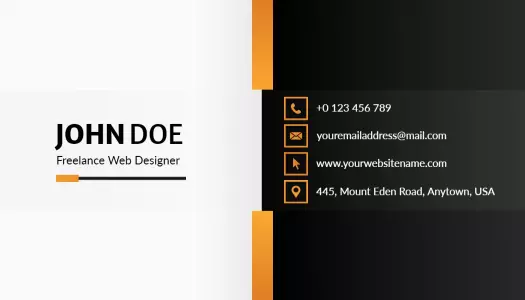 JOHN DOE
Freelance Web Designer
+0 123 456 789
youremailaddress@mail.com
www.yourwebsitename.com
445, Mount Eden Road, Anytown, USA